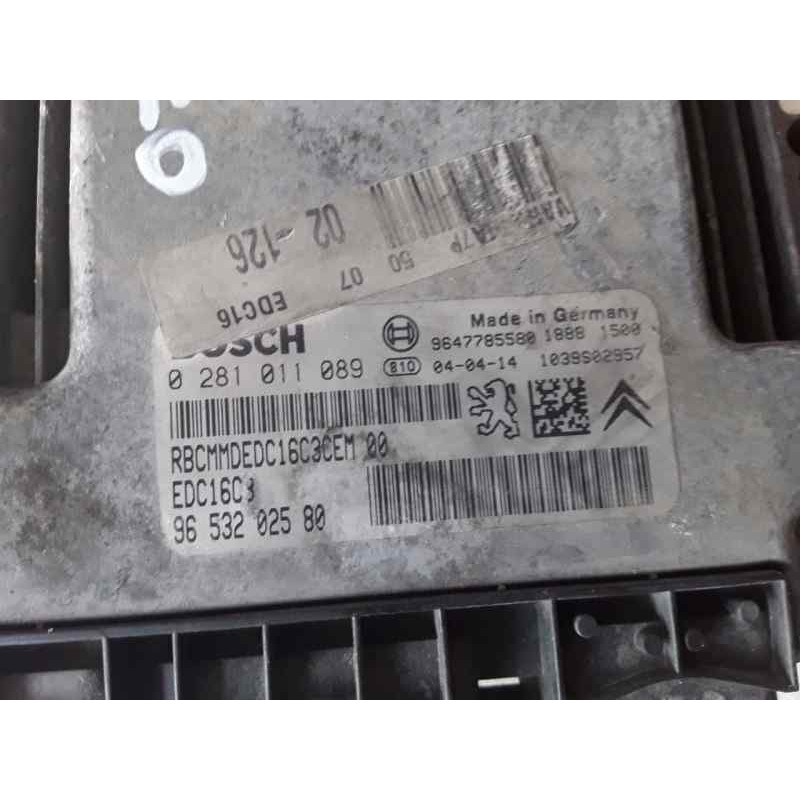 02-126
50 07
EDC16
BOSCH
Made in Germany
9647785580 1888 1500
0 281 011 089
810
04-04-14
1039S02957
RBCMMDEDC16C3CEM 00
EDC16C3
96 532 025 80